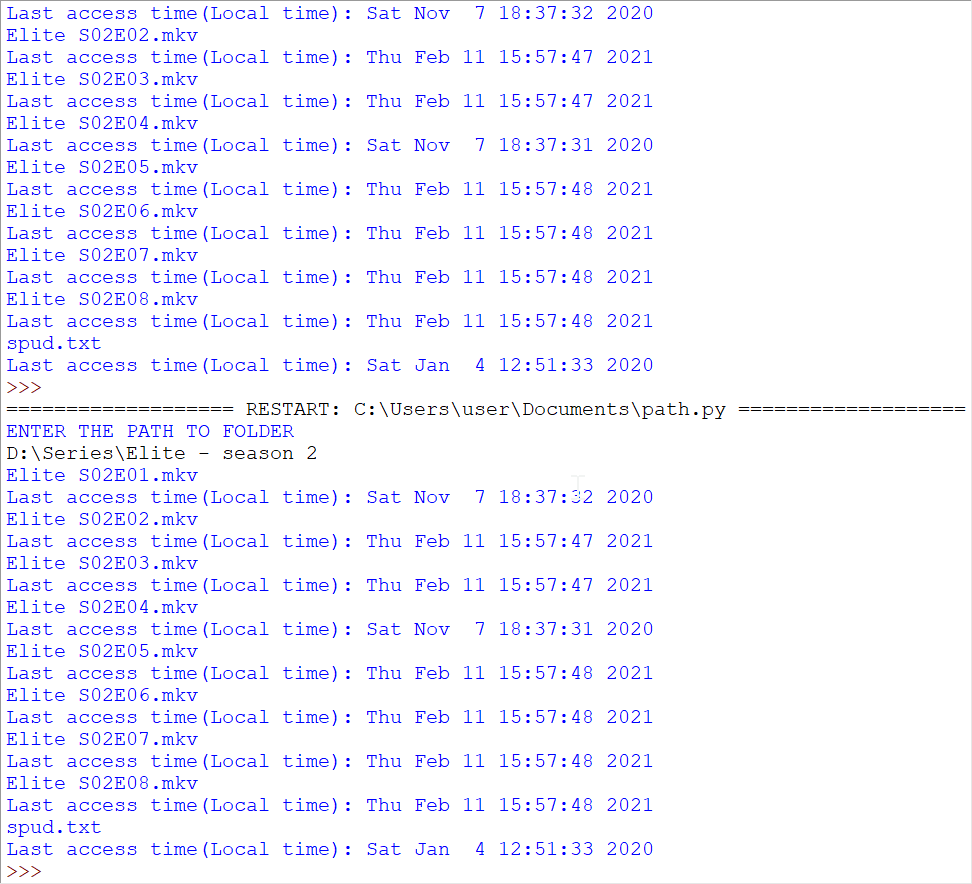 Last access time(Local time): Sat Nov  7 18:37:32 2020
Elite S02E02.mkv
Last access time(Local time): Thu Feb 11 15:57:47 2021
Elite S02E03.mkv
Last access time(Local time): Thu Feb 11 15:57:47 2021
Elite S02E04.mkv
Last access time(Local time): Sat Nov  7 18:37:31 2020
Elite S02E05.mkv
Last access time(Local time): Thu Feb 11 15:57:48 2021
Elite S02E06.mkv
Last access time(Local time): Thu Feb 11 15:57:48 2021
Elite S02E07.mkv
Last access time(Local time): Thu Feb 11 15:57:48 2021
Elite S02E08.mkv
Last access time(Local time): Thu Feb 11 15:57:48 2021
spud.txt
Last access time(Local time): Sat Jan  4 12:51:33 2020
>>>
=================== RESTART: C:\Users\user\Documents\path.py ===================
ENTER THE PATH TO FOLDER
D:\Series\Elite - season 2
Elite S02E01.mkv
Last access time(Local time): Sat Nov  7 18:37:32 2020
Elite S02E02.mkv
Last access time(Local time): Thu Feb 11 15:57:47 2021
Elite S02E03.mkv
Last access time(Local time): Thu Feb 11 15:57:47 2021
Elite S02E04.mkv
Last access time(Local time): Sat Nov  7 18:37:31 2020
Elite S02E05.mkv
Last access time(Local time): Thu Feb 11 15:57:48 2021
Elite S02E06.mkv
Last access time(Local time): Thu Feb 11 15:57:48 2021
Elite S02E07.mkv
Last access time(Local time): Thu Feb 11 15:57:48 2021
Elite S02E08.mkv
Last access time(Local time): Thu Feb 11 15:57:48 2021
spud.txt
Last access time(Local time): Sat Jan  4 12:51:33 2020
>>>